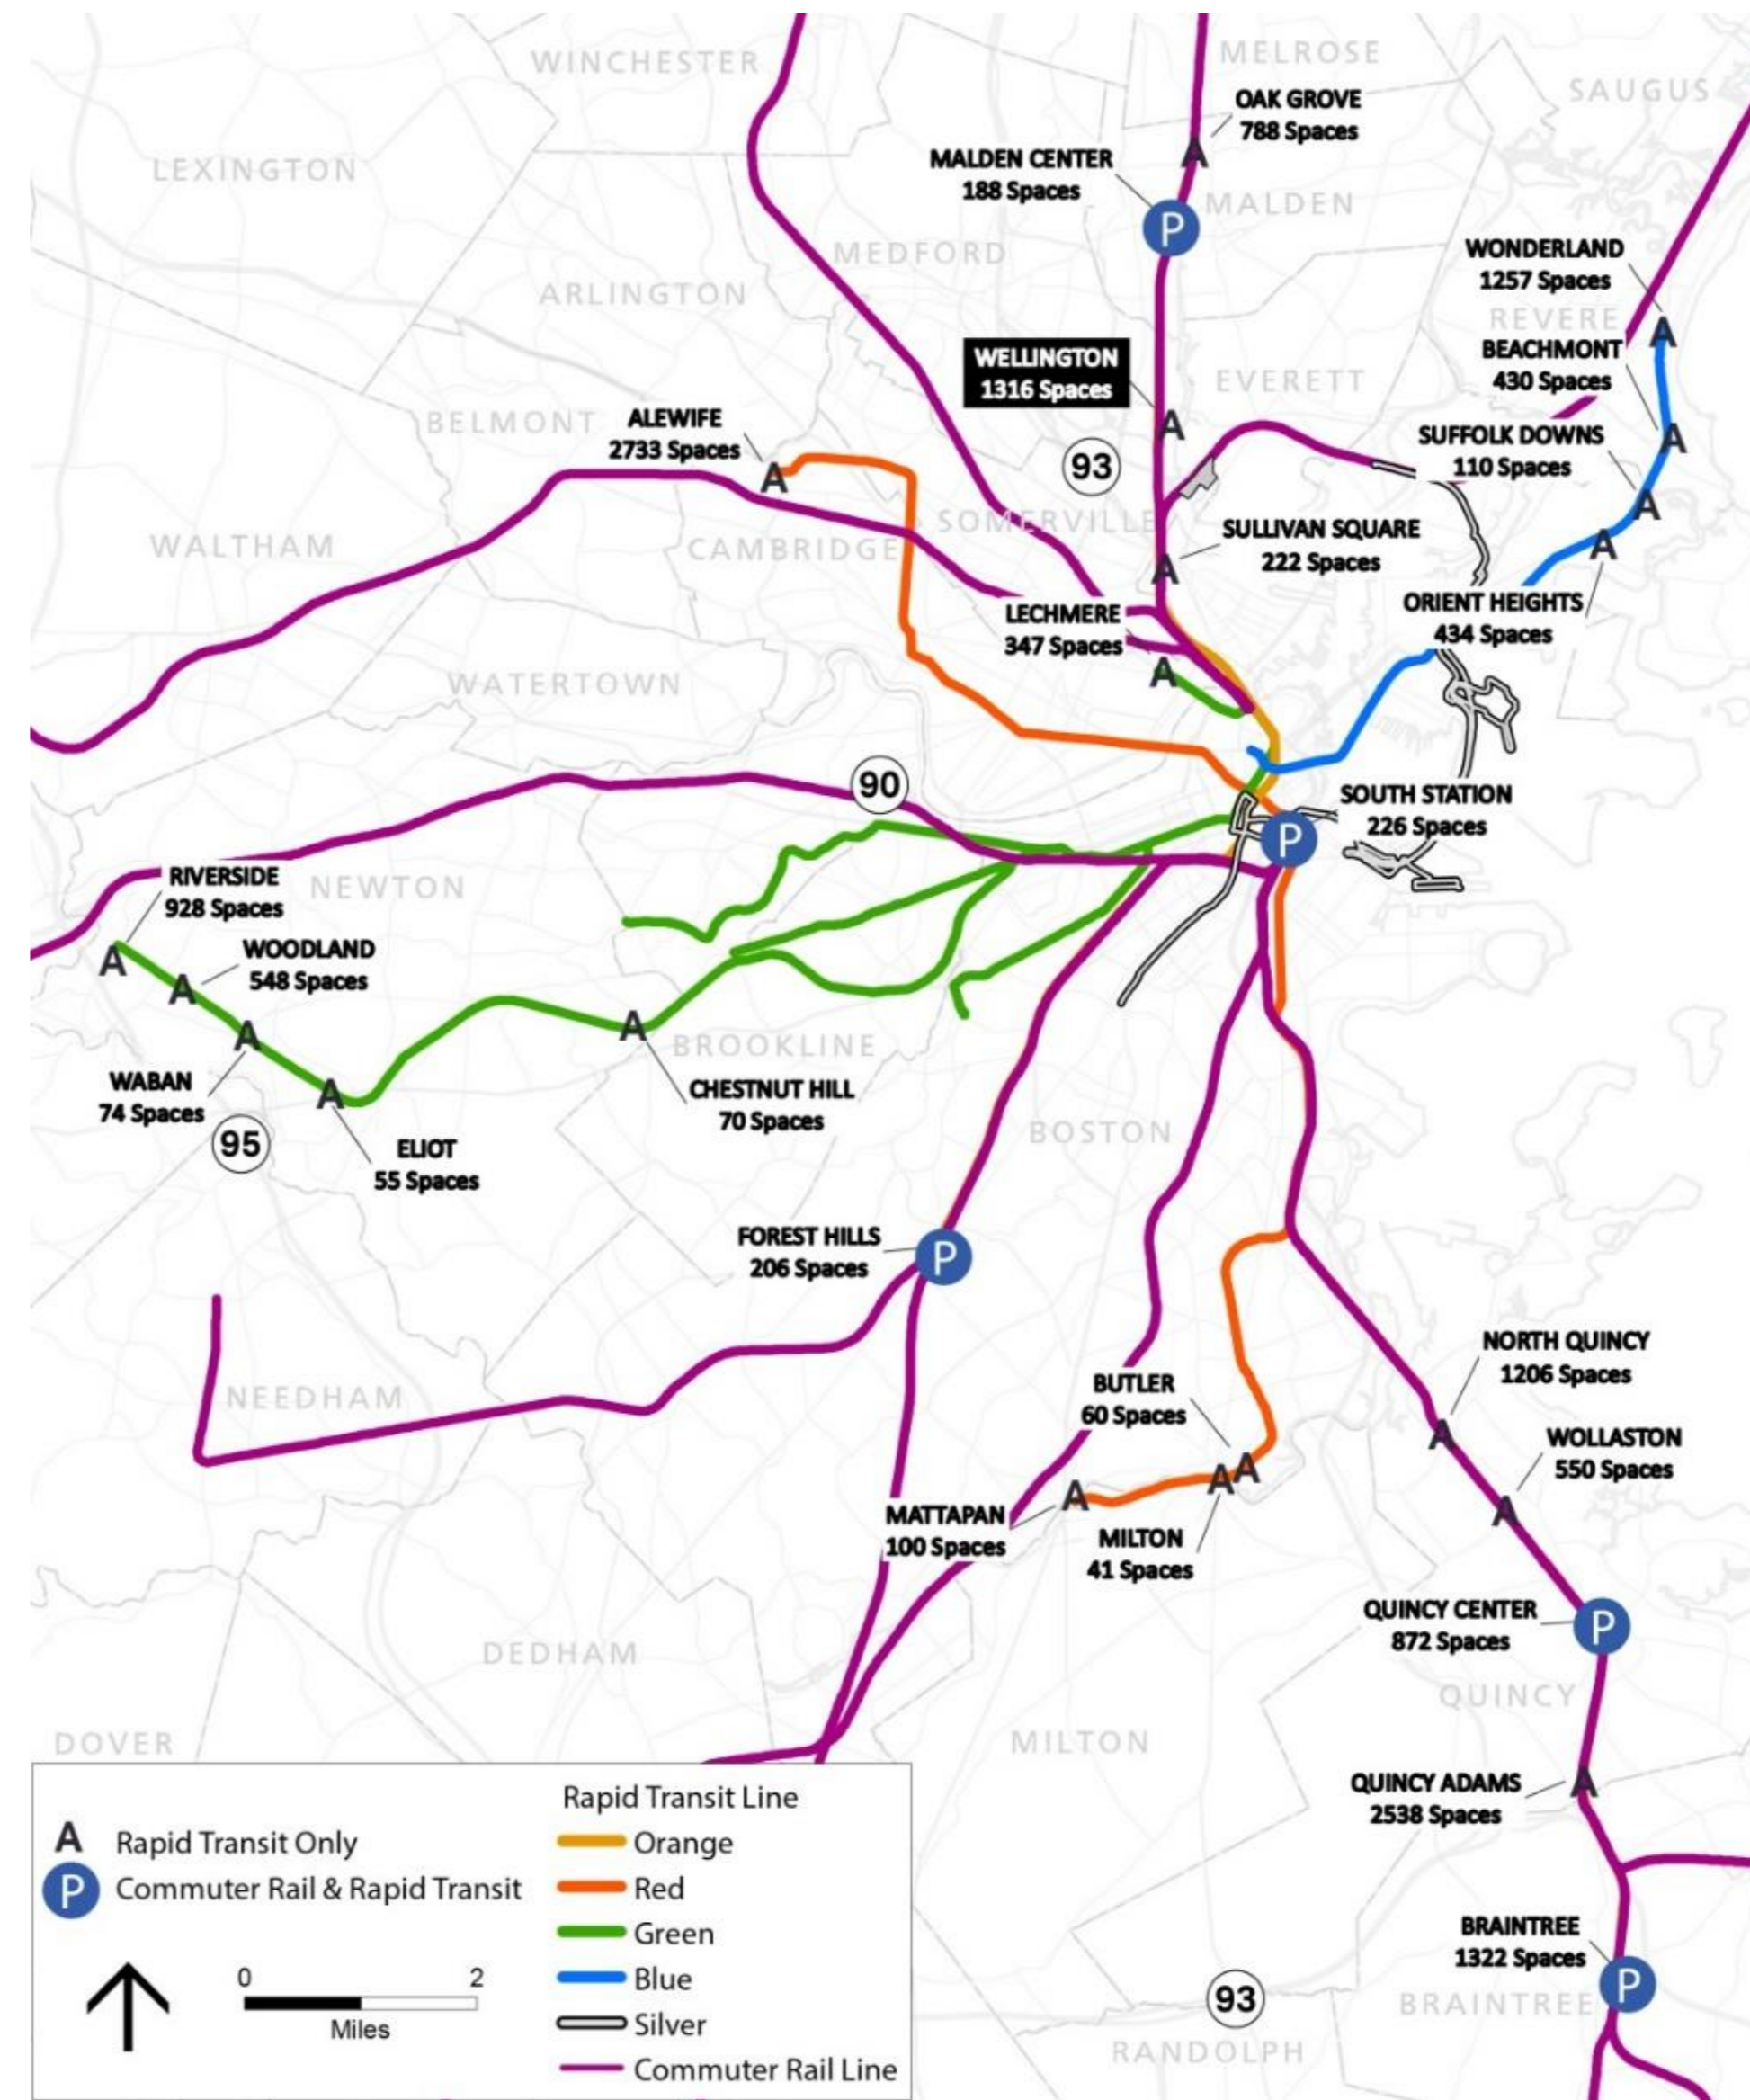 WINCHESTER
MELROSE
SAUGUS
OAK GROVE
788 Spaces
LEXINGTON
MALDEN CENTER
188 Spaces
MALDEN
MEDFORD
WONDERLAND
1257 Spaces
ARLINGTON
REVERE
BEACHMONT
430 Spaces
WELLINGTON
1316 Spaces
EVERETT
BELMONT
ALEWIFE
2733 Spaces
SUFFOLK DOWNS
110 Spaces
93
SOMERVILLE
SULLIVAN SQUARE
222 Spaces
WALTHAM
CAMBRIDGE
LECHMERE
347 Spaces
ORIENT HEIGHTS
434 Spaces
WATERTOWN
90
SOUTH STATION
226 Spaces
RIVERSIDE
928 Spaces
NEWTON
WOODLAND
548 Spaces
BROOKLINE
WABAN
74 Spaces
CHESTNUT HILL
70 Spaces
95
ELIOT
55 Spaces
BOSTON
FOREST HILLS
206 Spaces
NORTH QUINCY
1206 Spaces
NEEDHAM
BUTLER
60 Spaces
WOLLASTON
550 Spaces
MATTAPAN
100 Spaces
MILTON
41 Spaces
QUINCY CENTER
872 Spaces
DEDHAM
QUINCY
DOVER
MILTON
QUINCY ADAMS
2538 Spaces
BRAINTREE
1322 Spaces
93
BRAINTREE
RANDOLPH
A Rapid Transit Only
P Commuter Rail & Rapid Transit
0 2
Miles
Rapid Transit Line
Orange
Red
Green
Blue
Silver
Commuter Rail Line
A
P
A
A
A
A
A
A
A
A
A
P
A
A
A
A
A
P
A
A
A
A
A
P
A
P